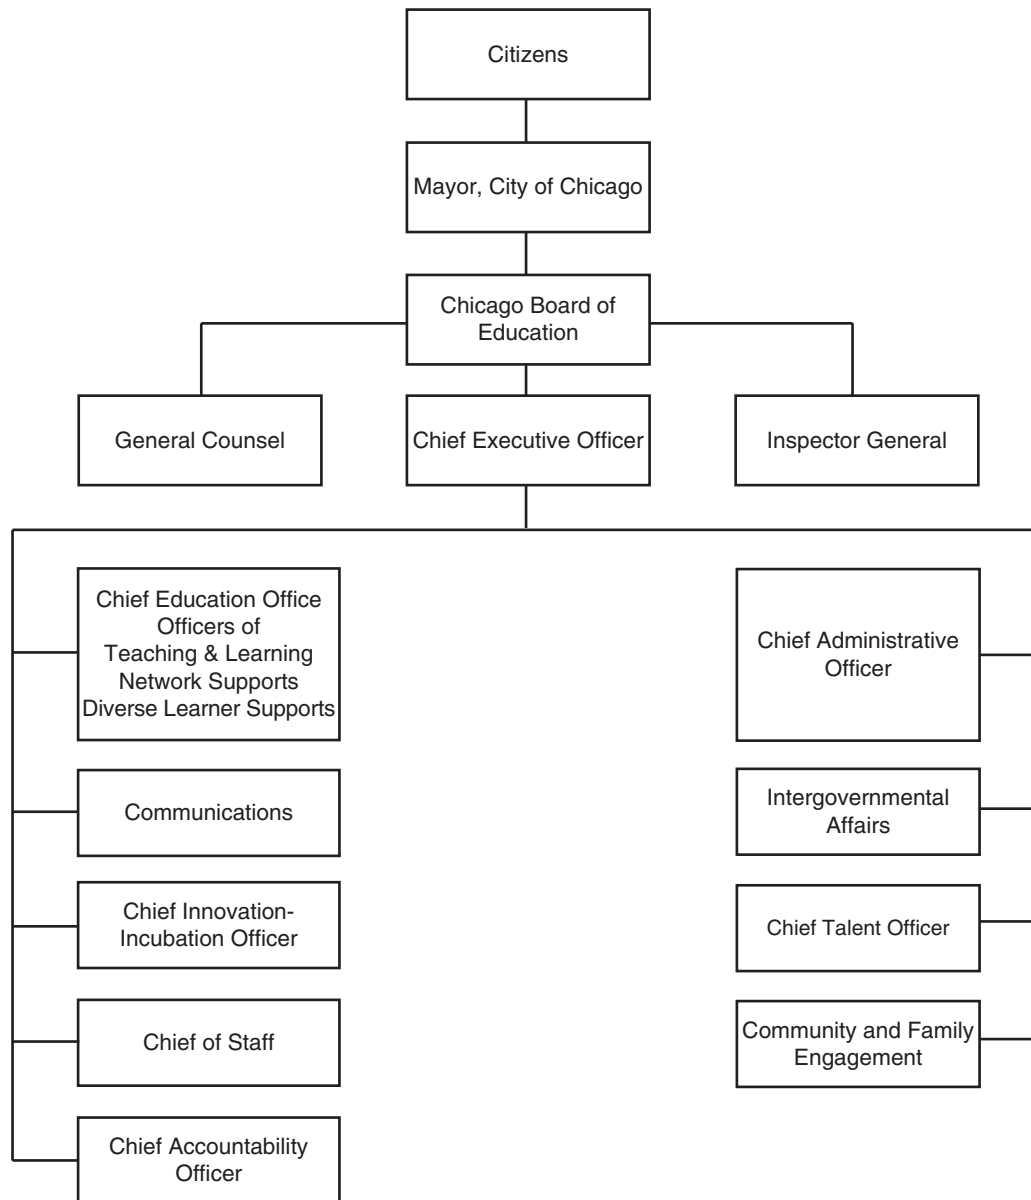 Citizens
Mayor, City of Chicago
Chicago Board of
Education
General Counsel
Chief Executive Officer
Inspector General
Chief Education Office
Officers of
Teaching & Learning
Network Supports
Diverse Learner Supports
Communications
Chief Innovation-
Incubation Officer
Chief of Staff
Chief Accountability
Officer
Chief Administrative
Officer
Intergovernmental
Affairs
Chief Talent Officer
Community and Family
Engagement